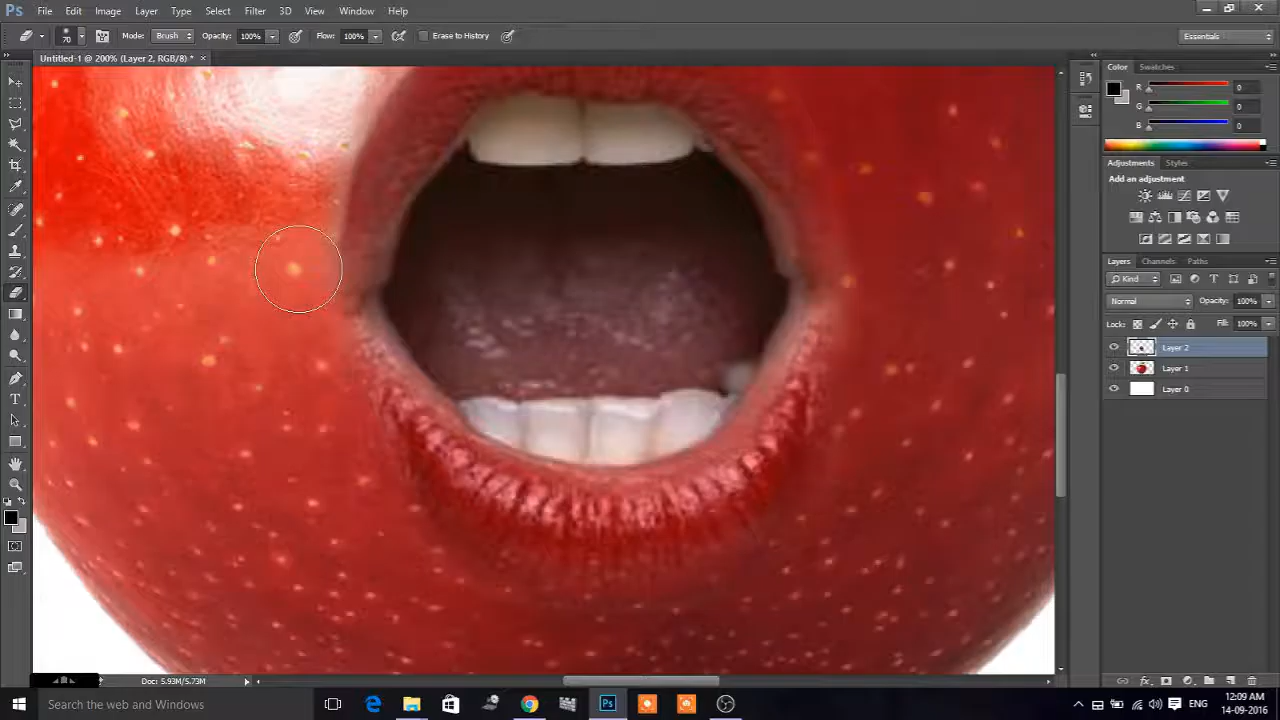 Ps File Edit Image Layer Type Select Filter 3D View Window Help
70 Mode: Brush Opacity: 100% Flow: 100% Erase to History Essentials
Untitled-1 @ 200% (Layer 2, RGB/8) * ×
Color Swatches
R 0
G 0
B 0
Adjustments Styles
Add an adjustment
Layers Channels Paths
Kind
Normal Opacity: 100%
Lock: Fill: 100%
Layer 2
Layer 1
Layer 0
T
Doc: 5.93M/5.73M
fx
Search the web and Windows
Ps
ENG
12:09 AM
14-09-2016